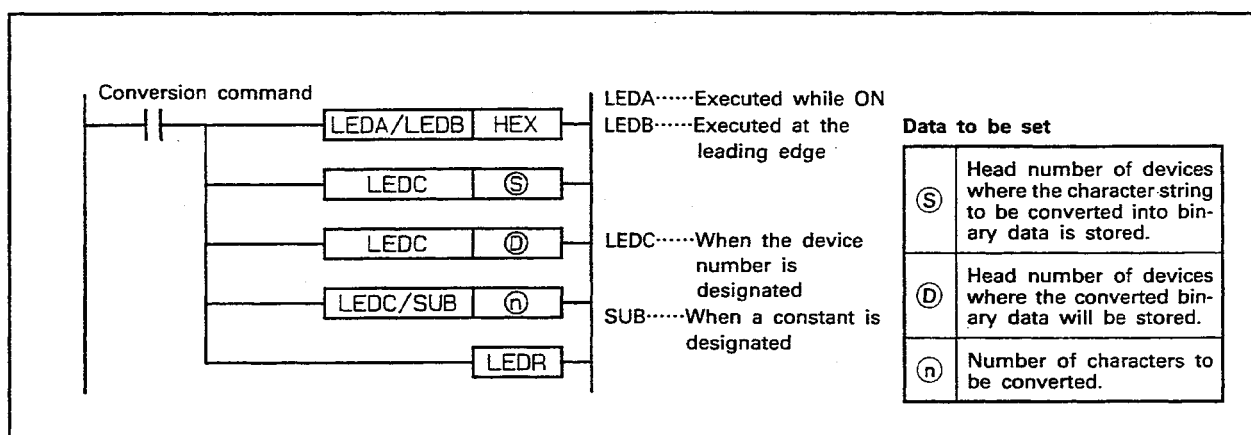 Conversion command
LEDA/LEDB HEX
LEDC Ⓢ
LEDC Ⓓ
LEDC/SUB ⓝ
LEDR
LEDA······Executed while ON
LEDB······Executed at the
leading edge
LEDC······When the device
number is
designated
SUB······When a constant is
designated
Data to be set
Ⓢ Head number of devices
where the character string
to be converted into bin-
ary data is stored.
Ⓓ Head number of devices
where the converted bin-
ary data will be stored.
ⓝ Number of characters to
be converted.